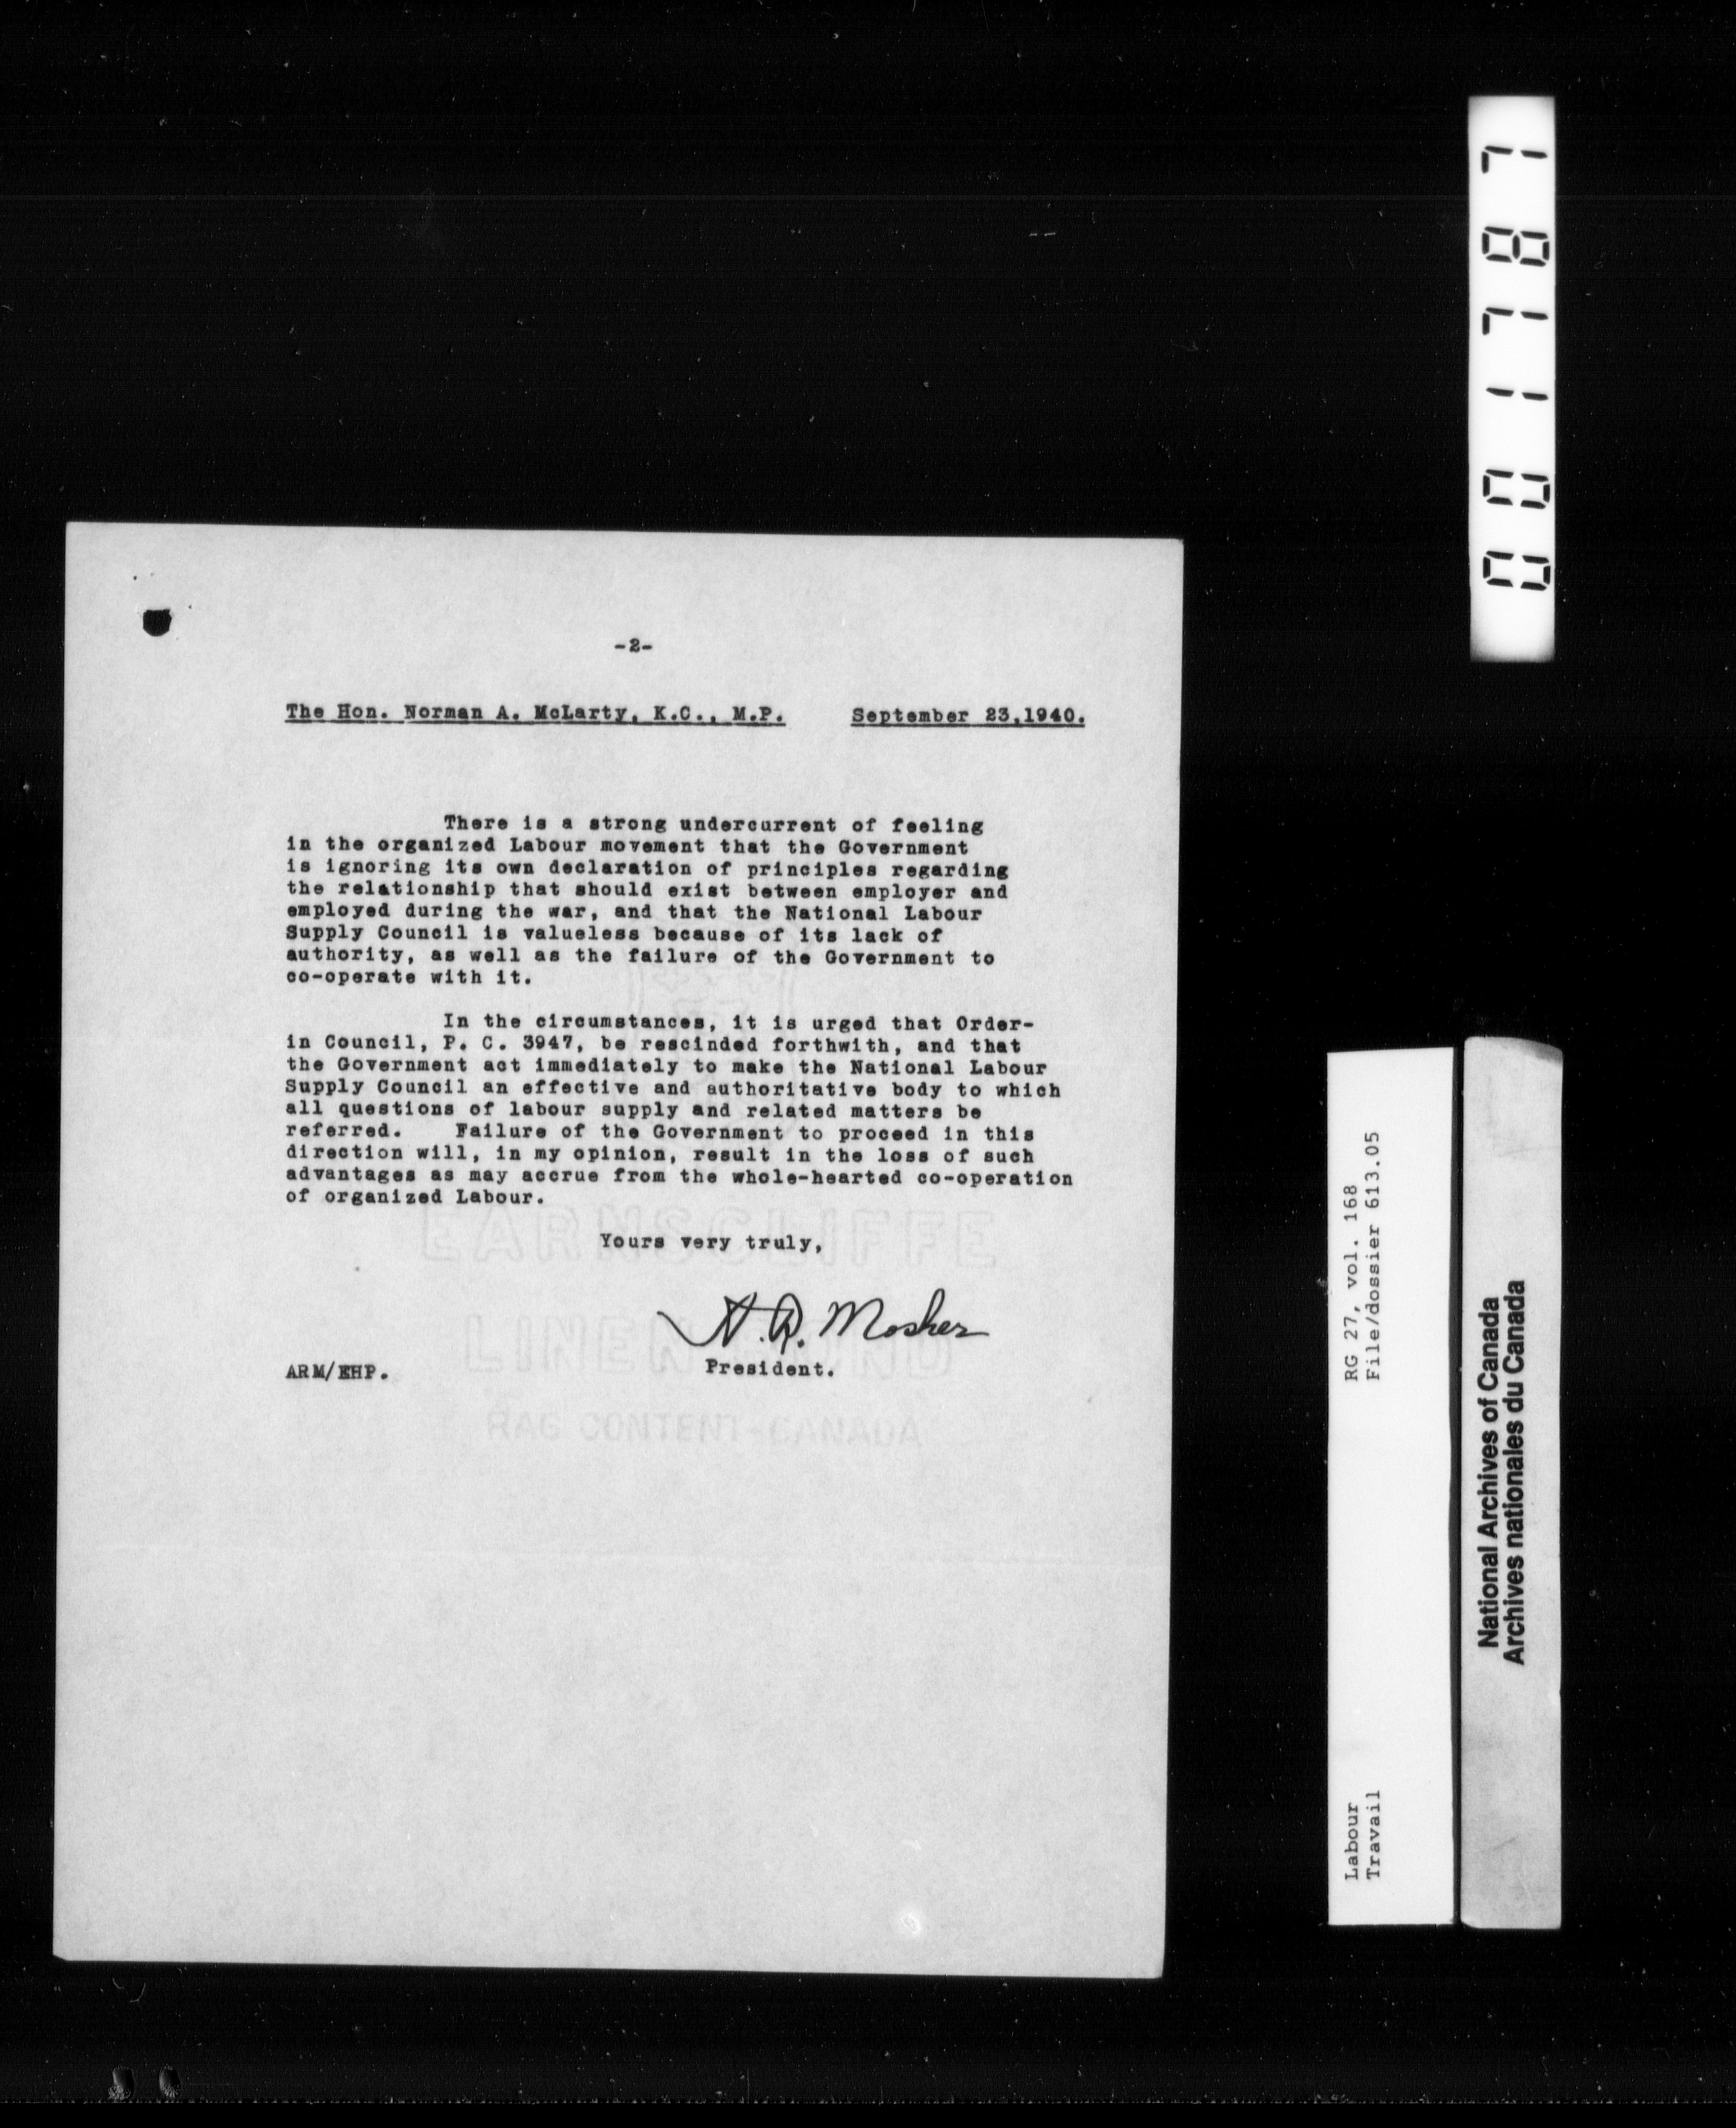 -2-
The Hon. Norman A. McLarty, K.C., M.P. September 23,1940.
There is a strong undercurrent of feeling
in the organized Labour movement that the Government
is ignoring its own declaration of principles regarding
the relationship that should exist between employer and
employed during the war, and that the National Labour
Supply Council is valueless because of its lack of
authority, as well as the failure of the Government to
co-operate with it.
In the circumstances, it is urged that Order-
in Council, P. C. 3947, be rescinded forthwith, and that
the Government act immediately to make the National Labour
Supply Council an effective and authoritative body to which
all questions of labour supply and related matters be
referred. Failure of the Government to proceed in this
direction will, in my opinion, result in the loss of such
advantages as may accrue from the whole-hearted co-operation
of organized Labour.
Yours very truly,
A. R. Mosher
President.
ARM/EHP.
EARNSCLIFFE
LINEN BOND
RAG CONTENT-CANADA
001787
RG 27, vol. 168
File/dossier 613.05
Labour
Travail
National Archives of Canada
Archives nationales du Canada